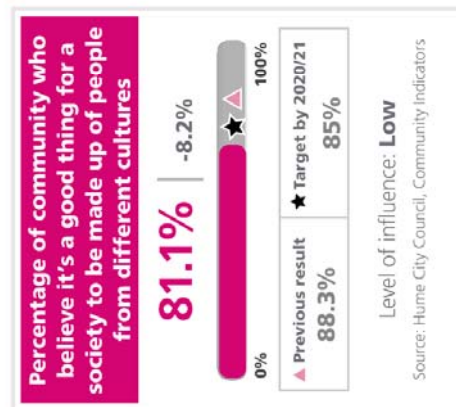 Percentage of community who
believe it's a good thing for a
society to be made up of people
from different cultures
81.1% -8.2%
0% 100%
Previous result
88.3%
Target by 2020/21
85%
Level of influence: Low
Source: Hume City Council, Community Indicators